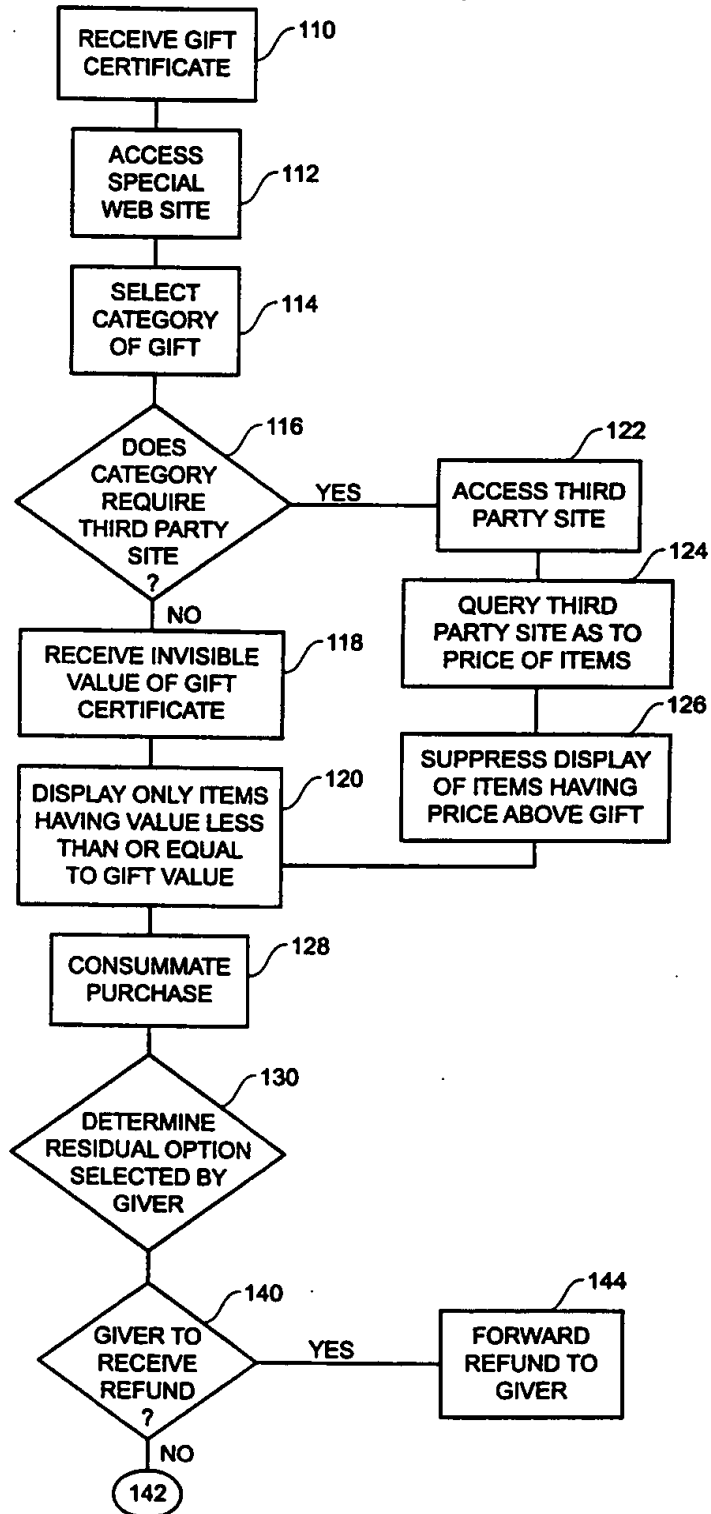 RECEIVE GIFT
CERTIFICATE
110
ACCESS
SPECIAL
WEB SITE
112
SELECT
CATEGORY
OF GIFT
114
DOES
CATEGORY
REQUIRE
THIRD PARTY
SITE
?
116
YES
NO
ACCESS THIRD
PARTY SITE
122
QUERY THIRD
PARTY SITE AS TO
PRICE OF ITEMS
124
SUPPRESS DISPLAY
OF ITEMS HAVING
PRICE ABOVE GIFT
126
RECEIVE INVISIBLE
VALUE OF GIFT
CERTIFICATE
118
DISPLAY ONLY ITEMS
HAVING VALUE LESS
THAN OR EQUAL
TO GIFT VALUE
120
CONSUMMATE
PURCHASE
128
DETERMINE
RESIDUAL OPTION
SELECTED BY
GIVER
130
GIVER TO
RECEIVE
REFUND
?
140
YES
FORWARD
REFUND TO
GIVER
144
NO
142